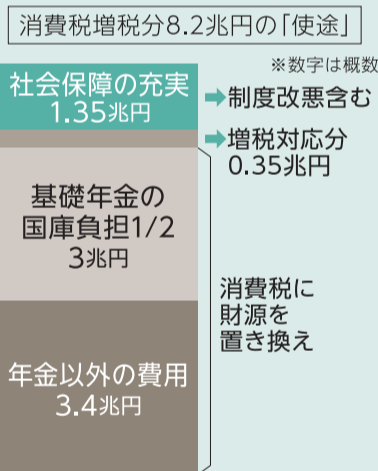 消費税増税分8.2兆円の「使途」
※数字は概数
社会保障の充実
1.35兆円
➡制度改悪含む
➡増税対応分
0.35兆円
基礎年金の
国庫負担1/2
3兆円
消費税に
財源を
置き換え
年金以外の費用
3.4兆円